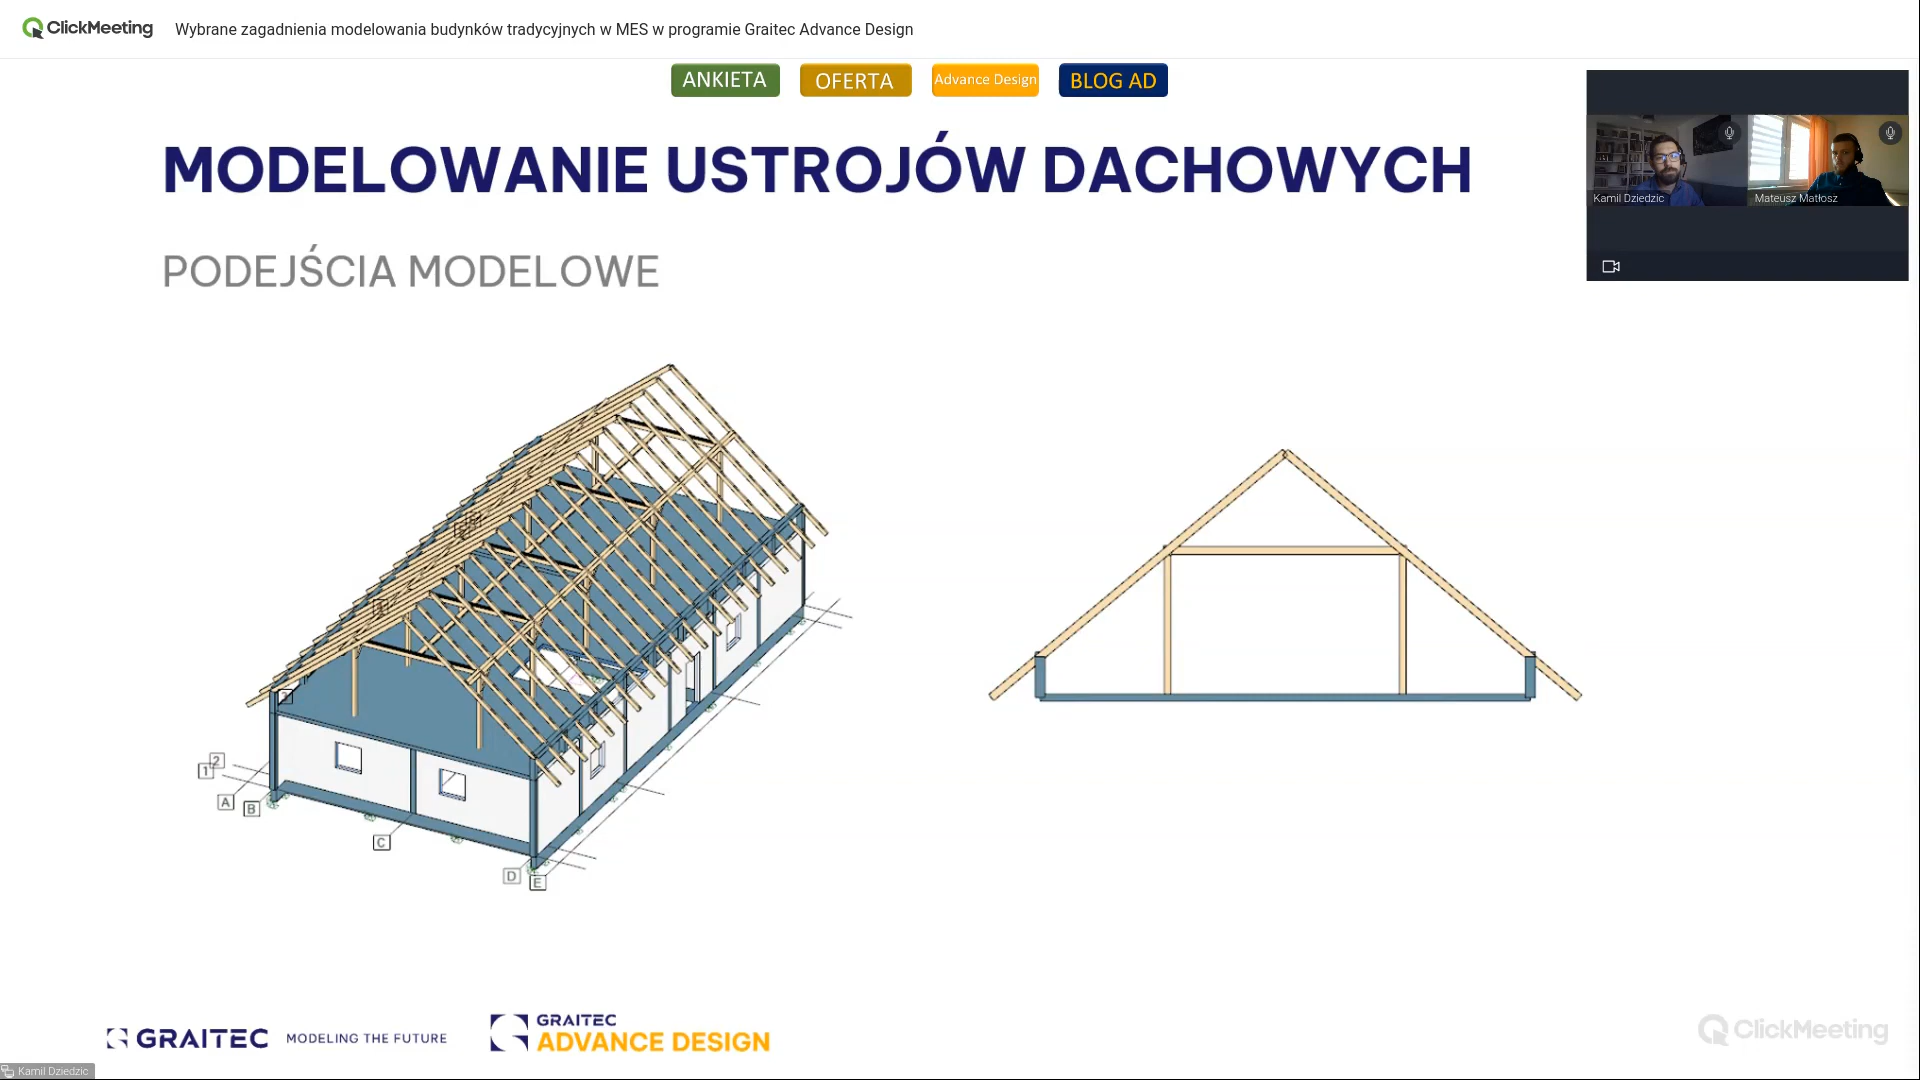 ClickMeeting
Wybrane zagadnienia modelowania budynków tradycyjnych w MES w programie Graitec Advance Design
ANKIETA
OFERTA
Advance Design
BLOG AD
MODELOWANIE USTROJÓW DACHOWYCH
PODEJŚCIA MODELOWE
Kamil Dziedzic
Mateusz Matłosz
2
1
A
B
C
D
E
GRAITEC
MODELING THE FUTURE
GRAITEC
ADVANCE DESIGN
ClickMeeting
Kamil Dziedzic